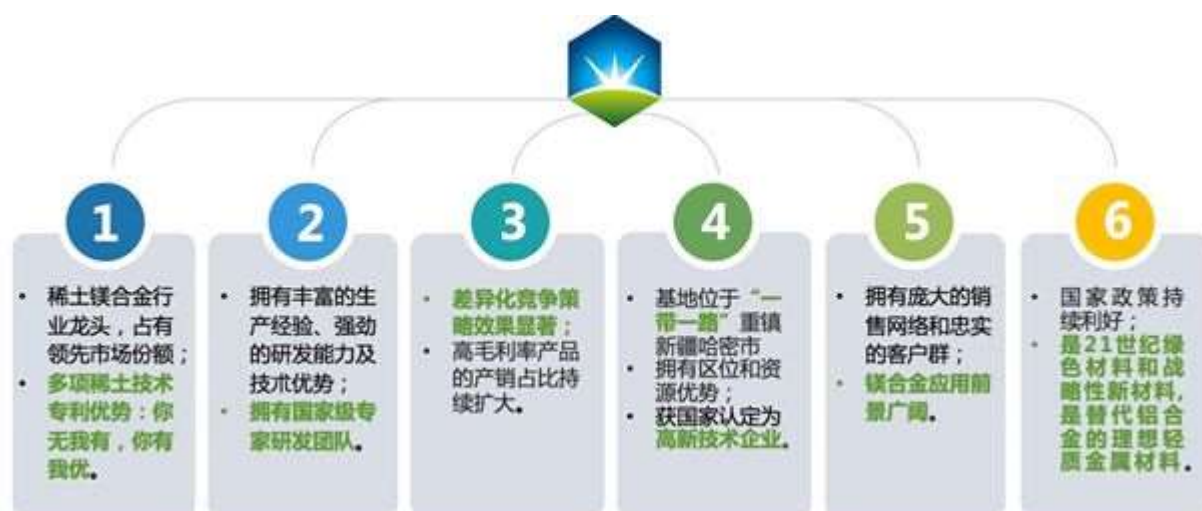 1
稀土镁合金行
业龙头，占有
领先市场份额；
多项稀土技术
专利优势：你
无我有，你有
我优。
2
拥有丰富的生
产经验、强劲
的研发能力及
技术优势；
拥有国家级专
家研发团队。
3
差异化竞争策
略效果显著；
高毛利率产品
的产销占比持
续扩大。
4
基地位于“一
带一路”重镇
新疆哈密市
拥有区位和资
源优势；
获国家认定为
高新技术企业。
5
拥有庞大的销
售网络和忠实
的客户群；
镁合金应用前
景广阔。
6
国家政策持
续利好；
是21世纪绿
色材料和战
略性新材料，
是替代铝合
金的理想轻
质金属材料。